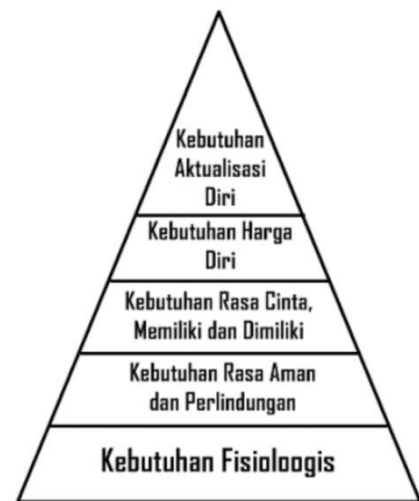 Kebutuhan
Aktualisasi
Diri
Kebutuhan Harga
Diri
Kebutuhan Rasa Cinta,
Memiliki dan Dimiliki
Kebutuhan Rasa Aman
dan Perlindungan
Kebutuhan Fisioloogis